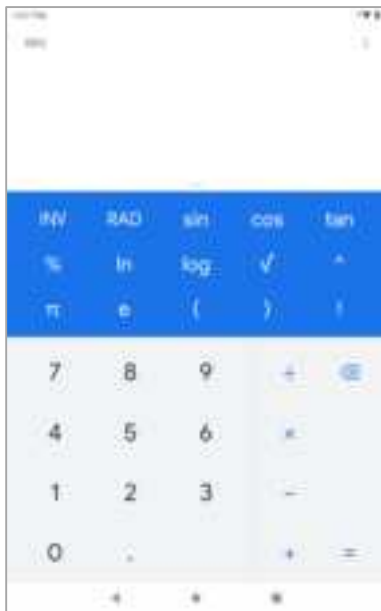 INV RAD sin cos tan
% ln log √ ^
π e ( ) !
7 8 9 ÷
4 5 6 ×
1 2 3 −
0 . + =